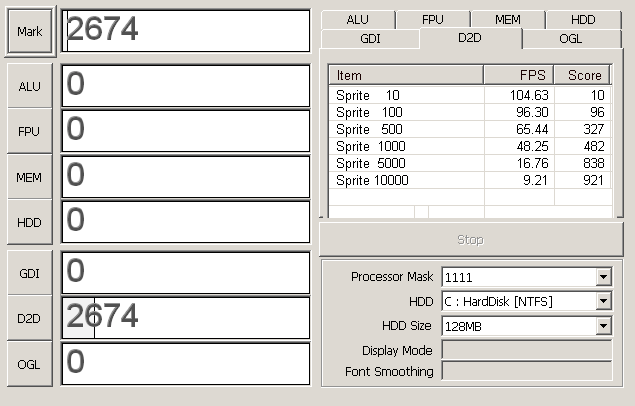 Mark 2674
ALU 0
FPU 0
MEM 0
HDD 0
GDI 0
D2D 2674
OGL 0
ALU FPU MEM HDD
GDI D2D OGL
Item FPS Score
Sprite 10 104.63 10
Sprite 100 96.30 96
Sprite 500 65.44 327
Sprite 1000 48.25 482
Sprite 5000 16.76 838
Sprite 10000 9.21 921
Stop
Processor Mask 1111
HDD C : HardDisk [NTFS]
HDD Size 128MB
Display Mode
Font Smoothing